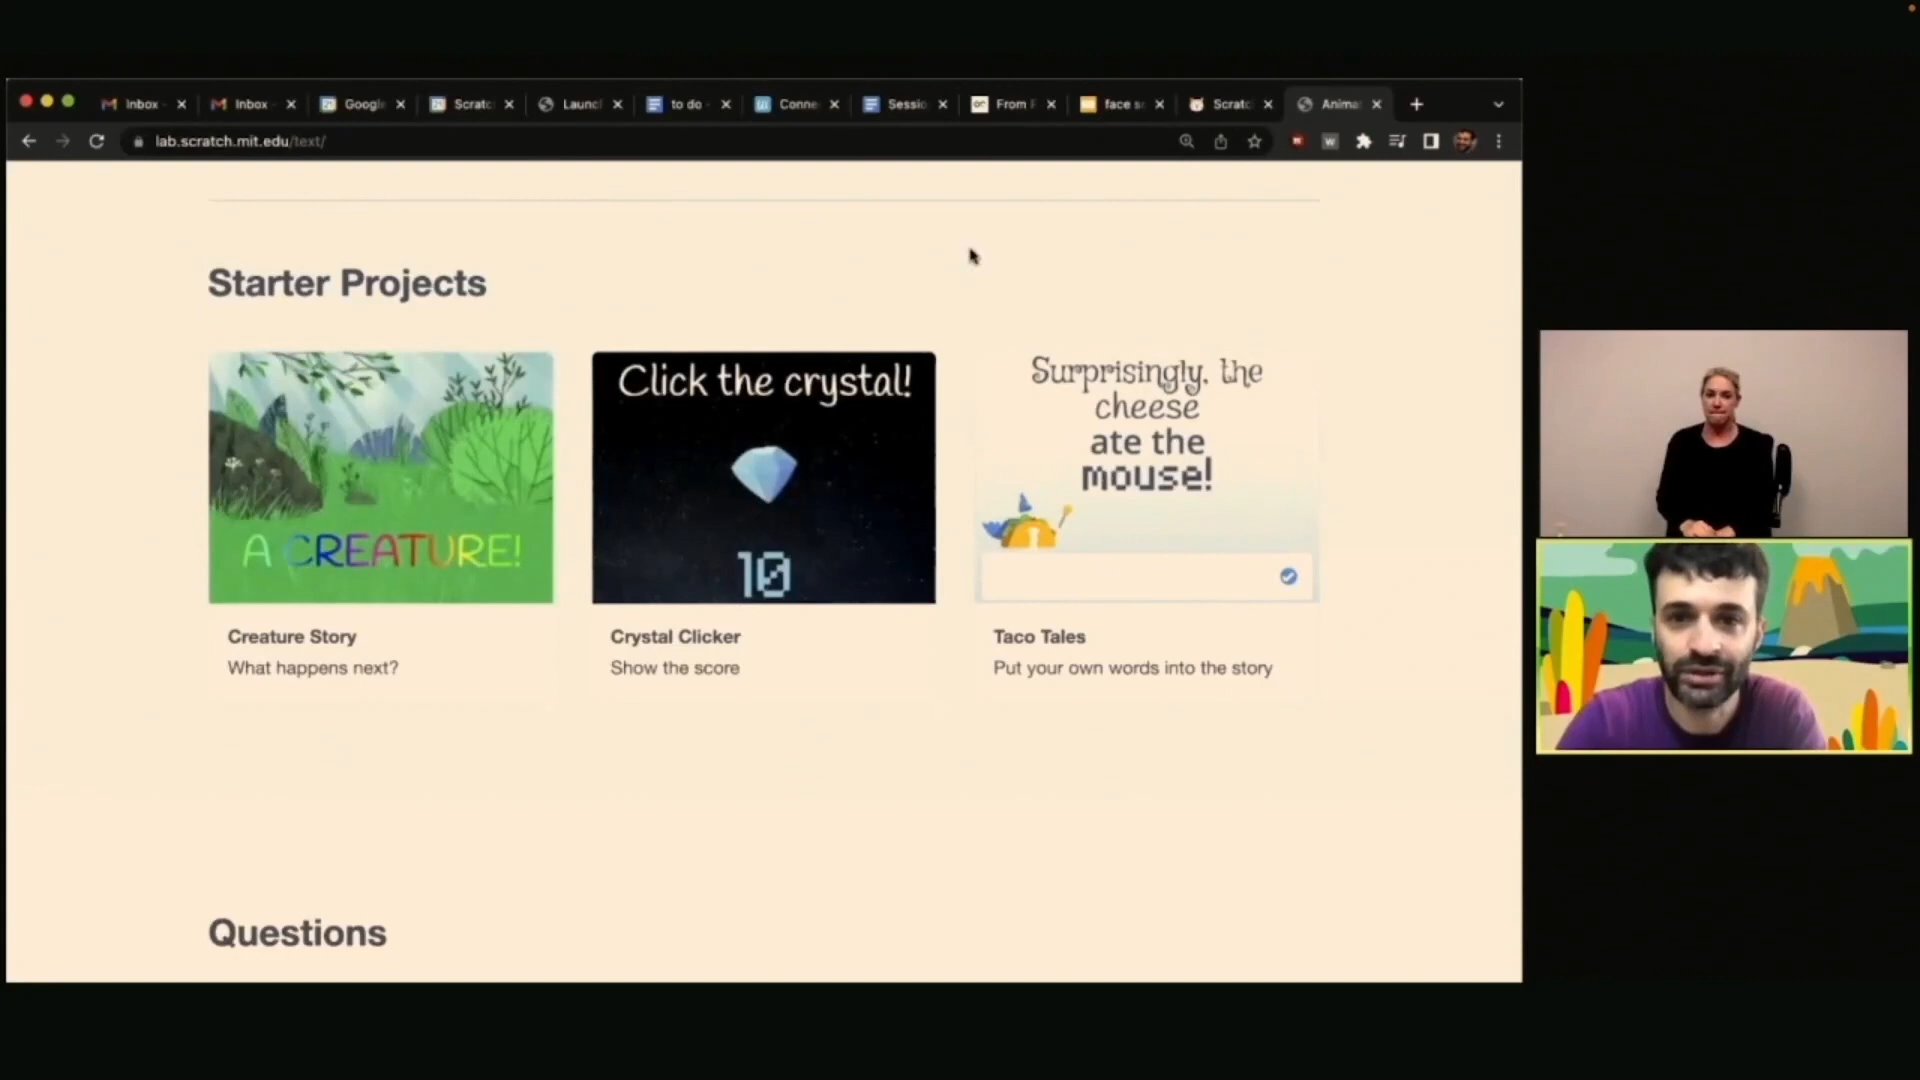 Inbox
Inbox
Google
Scratc
Launcl
to do
Conne
Sessio
From F
face sc
Scratc
Anima
lab.scratch.mit.edu/text/
Starter Projects
A CREATURE!
Creature Story
What happens next?
Click the crystal!
10
Crystal Clicker
Show the score
Surprisingly, the
cheese
ate the
mouse!
Taco Tales
Put your own words into the story
Questions